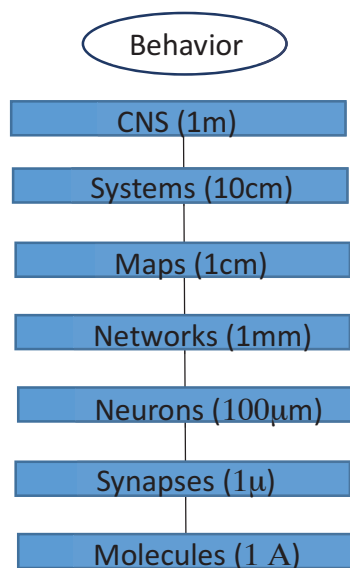 Behavior
CNS (1m)
Systems (10cm)
Maps (1cm)
Networks (1mm)
Neurons (100μm)
Synapses (1μ)
Molecules (1 A)